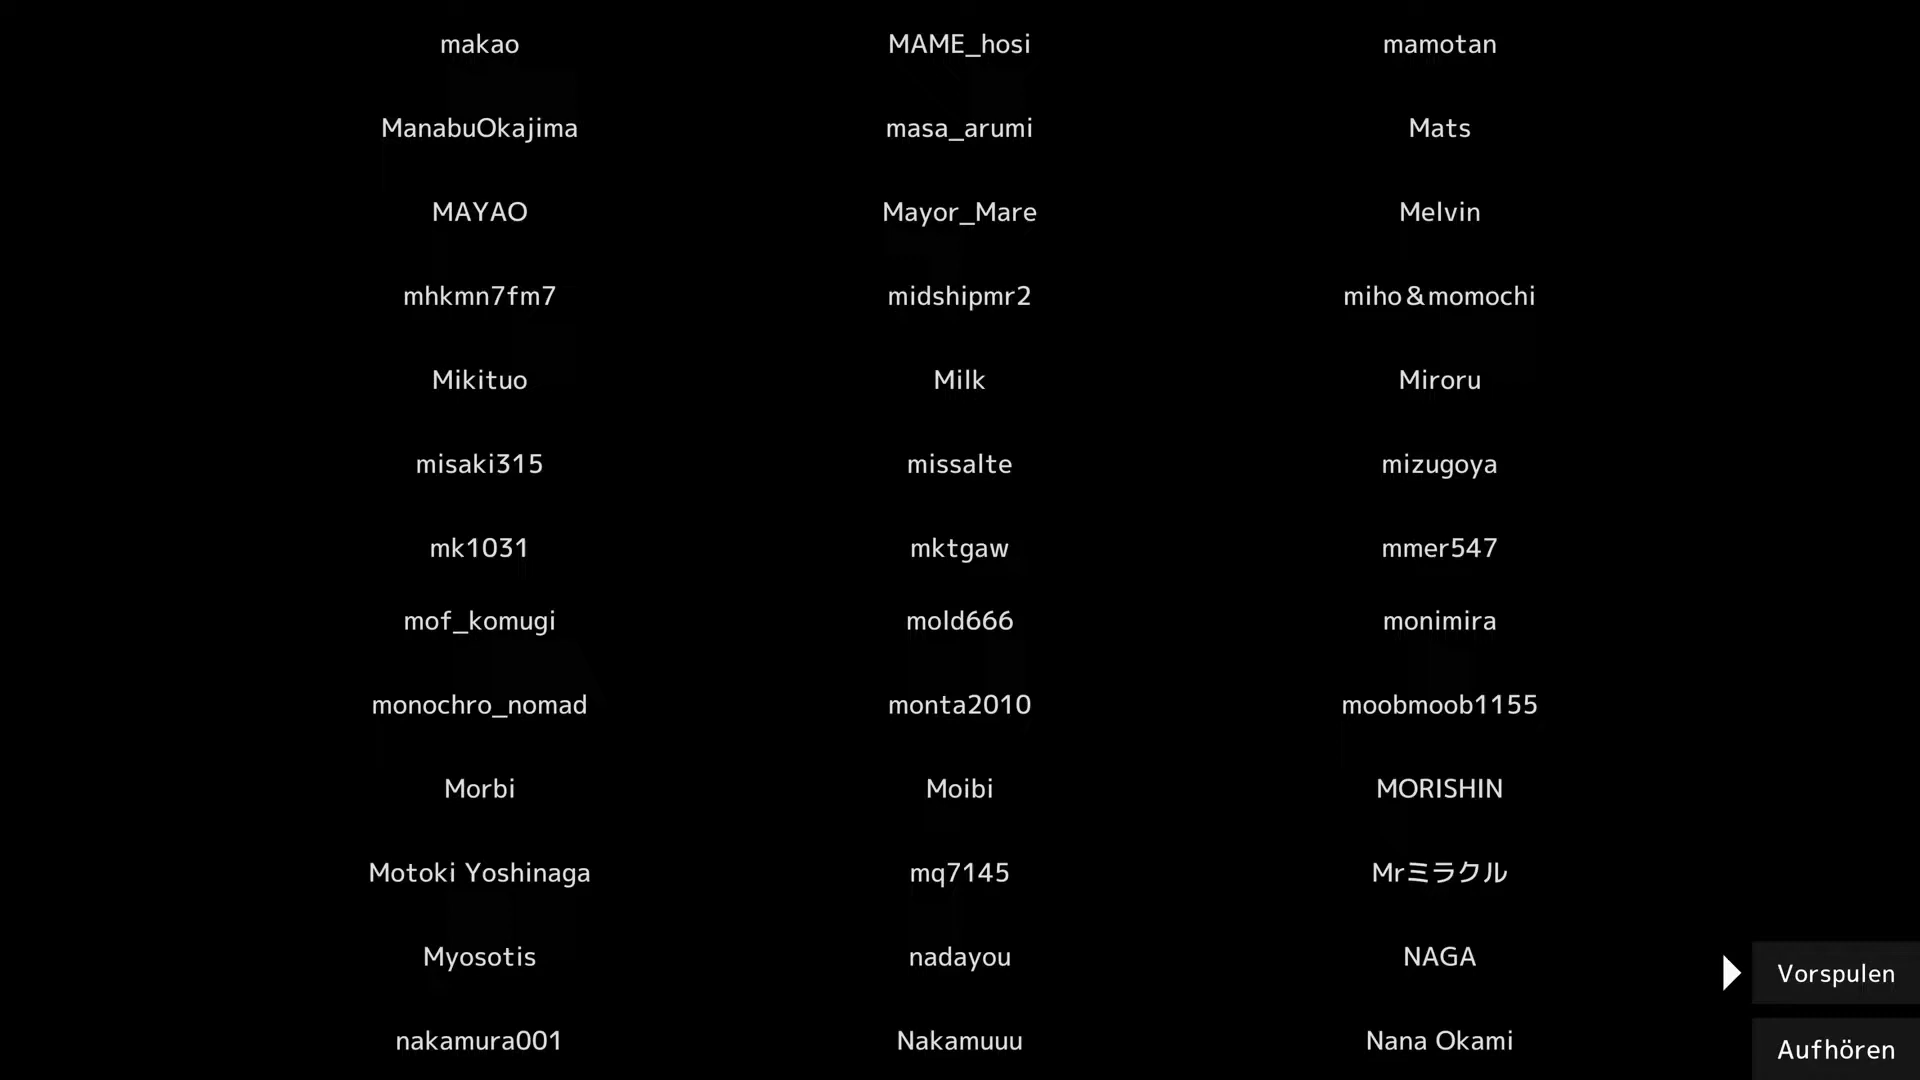 makao MAME_hosi mamotan
ManabuOkajima masa_arumi Mats
MAYAO Mayor_Mare Melvin
mhkmn7fm7 midshipmr2 miho＆momochi
Mikituo Milk Miroru
misaki315 missalte mizugoya
mk1031 mktgaw mmer547
mof_komugi mold666 monimira
monochro_nomad monta2010 moobmoob1155
Morbi Moibi MORISHIN
Motoki Yoshinaga mq7145 Mrミラクル
Myosotis nadayou NAGA
Vorspulen
nakamura001 Nakamuuu Nana Okami
Aufhören